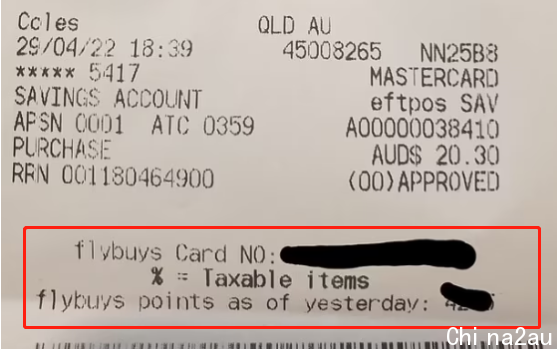 Coles QLD AU
29/04/22 18:39 45008265 NN25B8
***** 5417 MASTERCARD
SAVINGS ACCOUNT eftpos SAV
APSN 0001 ATC 0359 A00000038410
PURCHASE AUD$ 20.30
RRN 001180464900 (00)APPROVED
flybuys Card NO:
% = Taxable items
flybuys points as of yesterday:
China2au